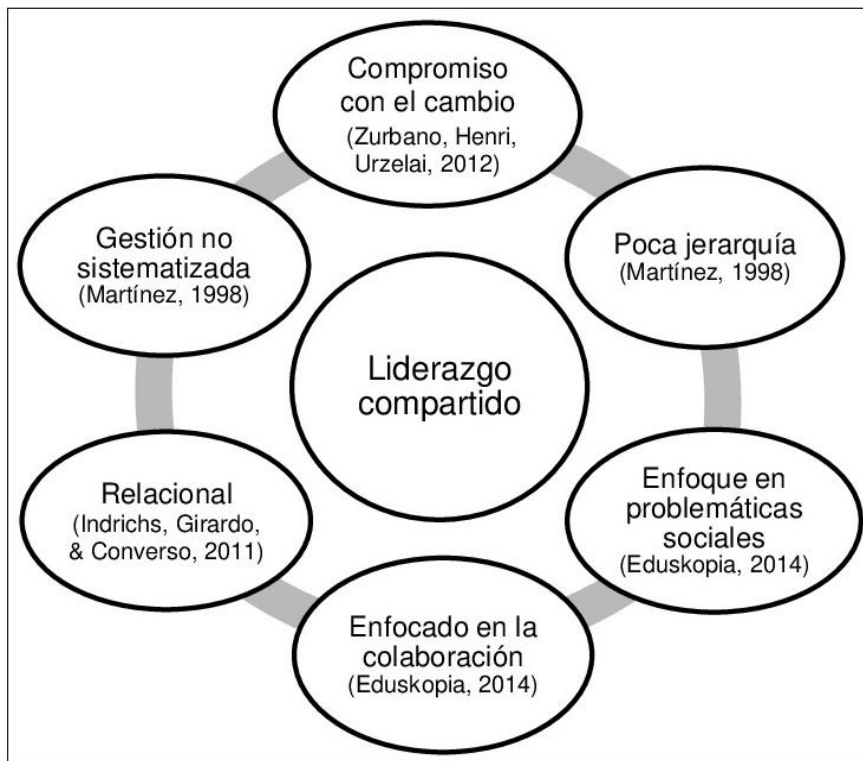 Compromiso
con el cambio
(Zurbano, Henri,
Urzelai, 2012)
Poca jerarquía
(Martínez, 1998)
Enfoque en
problemáticas
sociales
(Eduskopia, 2014)
Enfocado en la
colaboración
(Eduskopia, 2014)
Relacional
(Indrichs, Girardo,
& Converso, 2011)
Gestión no
sistematizada
(Martínez, 1998)
Liderazgo
compartido